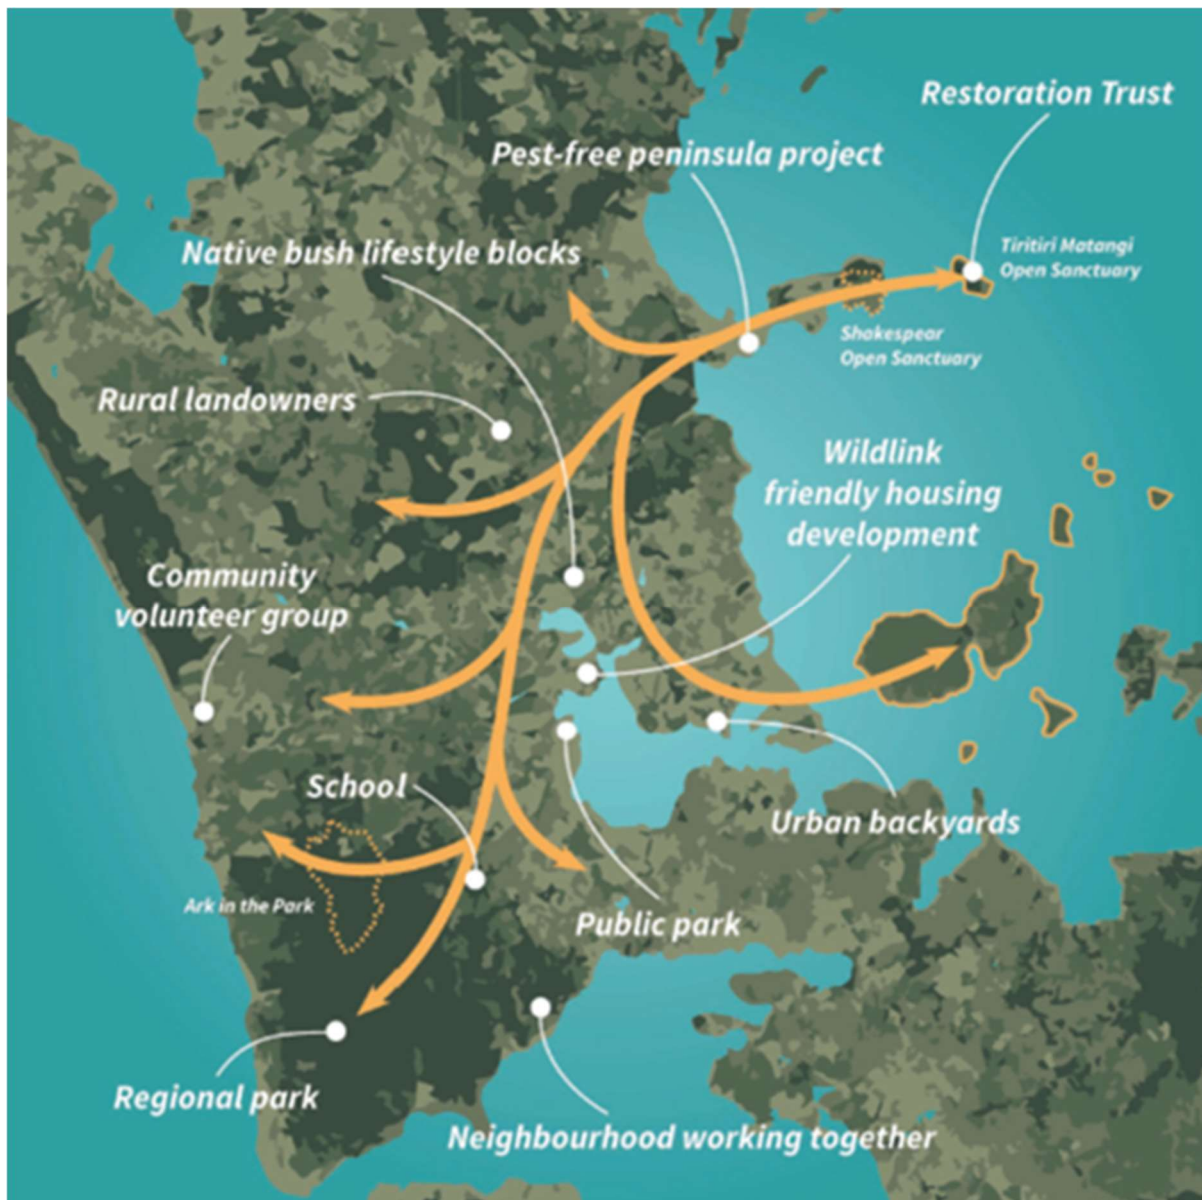 Restoration Trust
Pest-free peninsula project
Native bush lifestyle blocks
Tiritiri Matangi
Open Sanctuary
Shakespear
Open Sanctuary
Rural landowners
Wildlink
friendly housing
development
Community
volunteer group
School
Urban backyards
Ark in the Park
Public park
Regional park
Neighbourhood working together